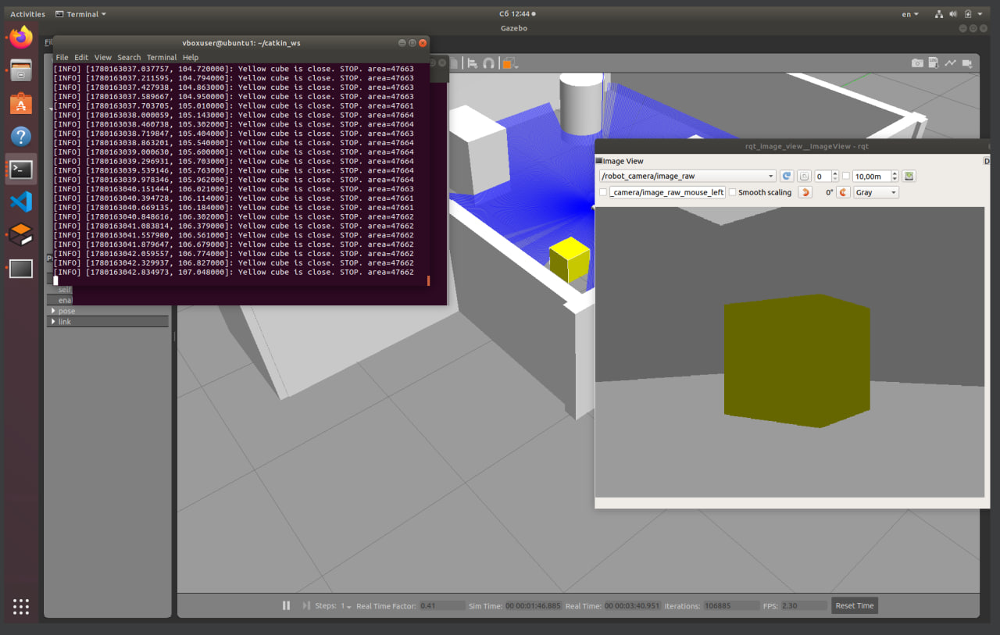 Activities
Terminal
Сб 12:44
en
Gazebo
vboxuser@ubuntu1: ~/catkin_ws
File Edit View Search Terminal Help
[INFO] [1780163037.037757, 104.720000]: Yellow cube is close. STOP. area=47663
[INFO] [1780163037.211595, 104.794000]: Yellow cube is close. STOP. area=47663
[INFO] [1780163037.427938, 104.863000]: Yellow cube is close. STOP. area=47663
[INFO] [1780163037.589667, 104.950000]: Yellow cube is close. STOP. area=47663
[INFO] [1780163037.703705, 105.010000]: Yellow cube is close. STOP. area=47661
[INFO] [1780163038.000059, 105.143000]: Yellow cube is close. STOP. area=47664
[INFO] [1780163038.460738, 105.302000]: Yellow cube is close. STOP. area=47664
[INFO] [1780163038.719847, 105.404000]: Yellow cube is close. STOP. area=47664
[INFO] [1780163038.863201, 105.540000]: Yellow cube is close. STOP. area=47664
[INFO] [1780163039.000630, 105.600000]: Yellow cube is close. STOP. area=47664
[INFO] [1780163039.296931, 105.703000]: Yellow cube is close. STOP. area=47664
[INFO] [1780163039.539146, 105.763000]: Yellow cube is close. STOP. area=47664
[INFO] [1780163039.978346, 105.962000]: Yellow cube is close. STOP. area=47664
[INFO] [1780163040.151444, 106.021000]: Yellow cube is close. STOP. area=47663
[INFO] [1780163040.394728, 106.114000]: Yellow cube is close. STOP. area=47661
[INFO] [1780163040.669135, 106.184000]: Yellow cube is close. STOP. area=47661
[INFO] [1780163040.848616, 106.302000]: Yellow cube is close. STOP. area=47662
[INFO] [1780163041.083814, 106.379000]: Yellow cube is close. STOP. area=47662
[INFO] [1780163041.557980, 106.561000]: Yellow cube is close. STOP. area=47662
[INFO] [1780163041.879647, 106.679000]: Yellow cube is close. STOP. area=47662
[INFO] [1780163042.059557, 106.774000]: Yellow cube is close. STOP. area=47662
[INFO] [1780163042.329937, 106.827000]: Yellow cube is close. STOP. area=47662
[INFO] [1780163042.834973, 107.048000]: Yellow cube is close. STOP. area=47662
pose
link
rqt_image_view__ImageView - rqt
Image View
D
/robot_camera/image_raw
0
10,00m
_camera/image_raw_mouse_left
Smooth scaling
0°
Gray
Steps: 1
Real Time Factor: 0.41
Sim Time: 00 00:01:46.885
Real Time: 00 00:03:40.951
Iterations: 106885
FPS: 2.30
Reset Time